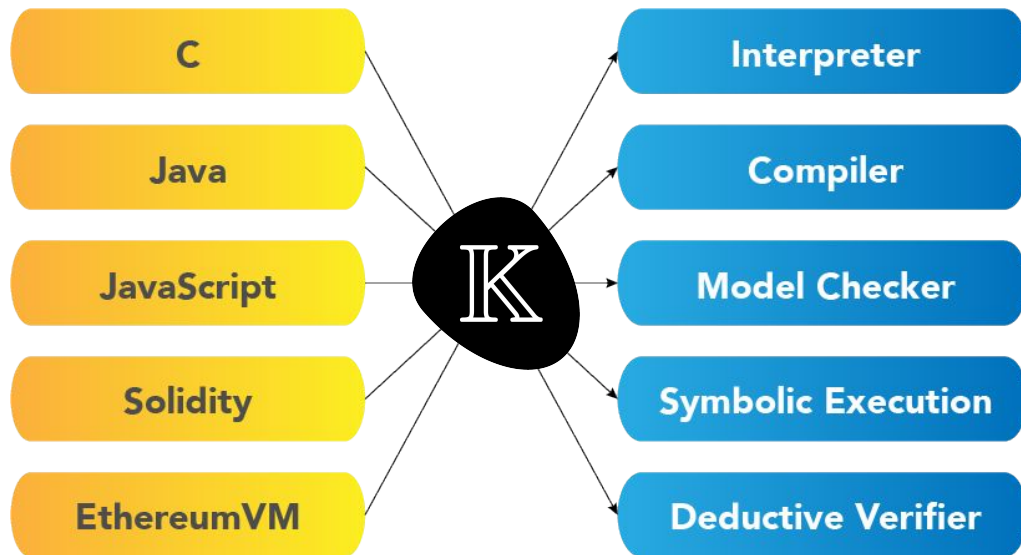 C
Java
JavaScript
Solidity
EthereumVM
𝕂
Interpreter
Compiler
Model Checker
Symbolic Execution
Deductive Verifier